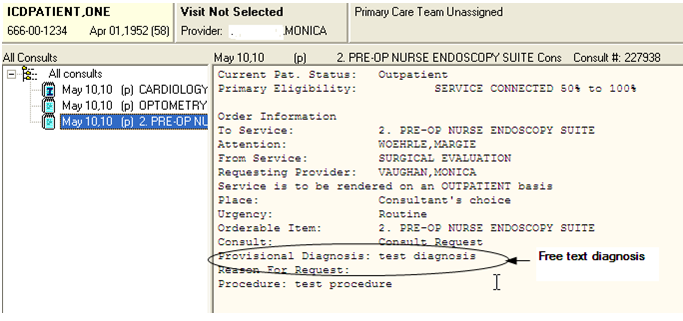 ICDPATIENT,ONE
666-00-1234 Apr 01,1952 (58)
Visit Not Selected
Provider: . .MONICA
Primary Care Team Unassigned
All Consults
May 10,10 (p) 2. PRE-OP NURSE ENDOSCOPY SUITE Cons Consult #: 227938
All consults
May 10,10 (p) CARDIOLOGY
May 10,10 (p) OPTOMETRY
May 10,10 (p) 2. PRE-OP NU
Current Pat. Status: Outpatient
Primary Eligibility: SERVICE CONNECTED 50% to 100%
Order Information
To Service: 2. PRE-OP NURSE ENDOSCOPY SUITE
Attention: WOEHRLE,MARGIE
From Service: SURGICAL EVALUATION
Requesting Provider: VAUGHAN,MONICA
Service is to be rendered on an OUTPATIENT basis
Place: Consultant's choice
Urgency: Routine
Orderable Item: 2. PRE-OP NURSE ENDOSCOPY SUITE
Consult: Consult Request
Provisional Diagnosis: test diagnosis
Reason For Request:
Procedure: test procedure
Free text diagnosis